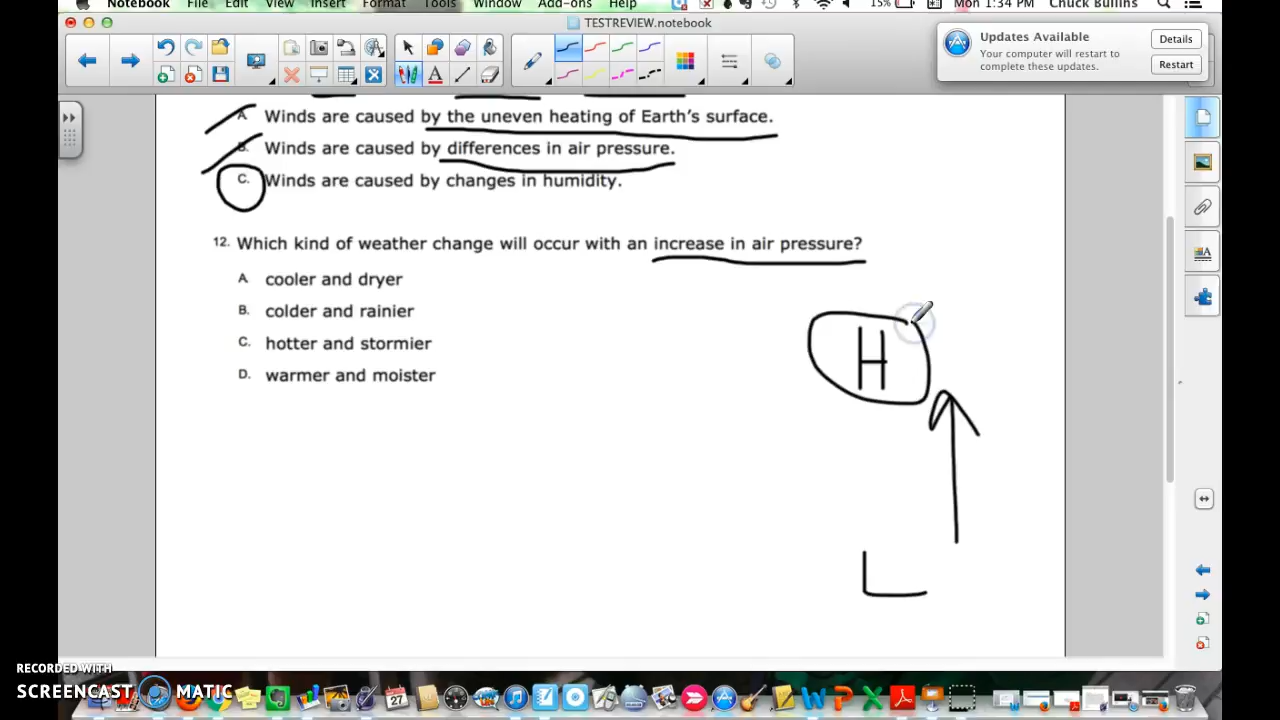 Notebook File Edit View Insert Format Tools Window Add-ons Help 15% Mon 1:34 PM Chuck Bullins
TESTREVIEW.notebook
Updates Available
Your computer will restart to complete these updates.
Details
Restart
A. Winds are caused by the uneven heating of Earth's surface.
B. Winds are caused by differences in air pressure.
C. Winds are caused by changes in humidity.
12. Which kind of weather change will occur with an increase in air pressure?
A. cooler and dryer
B. colder and rainier
C. hotter and stormier
D. warmer and moister
H
L
RECORDED WITH
SCREENCAST MATIC